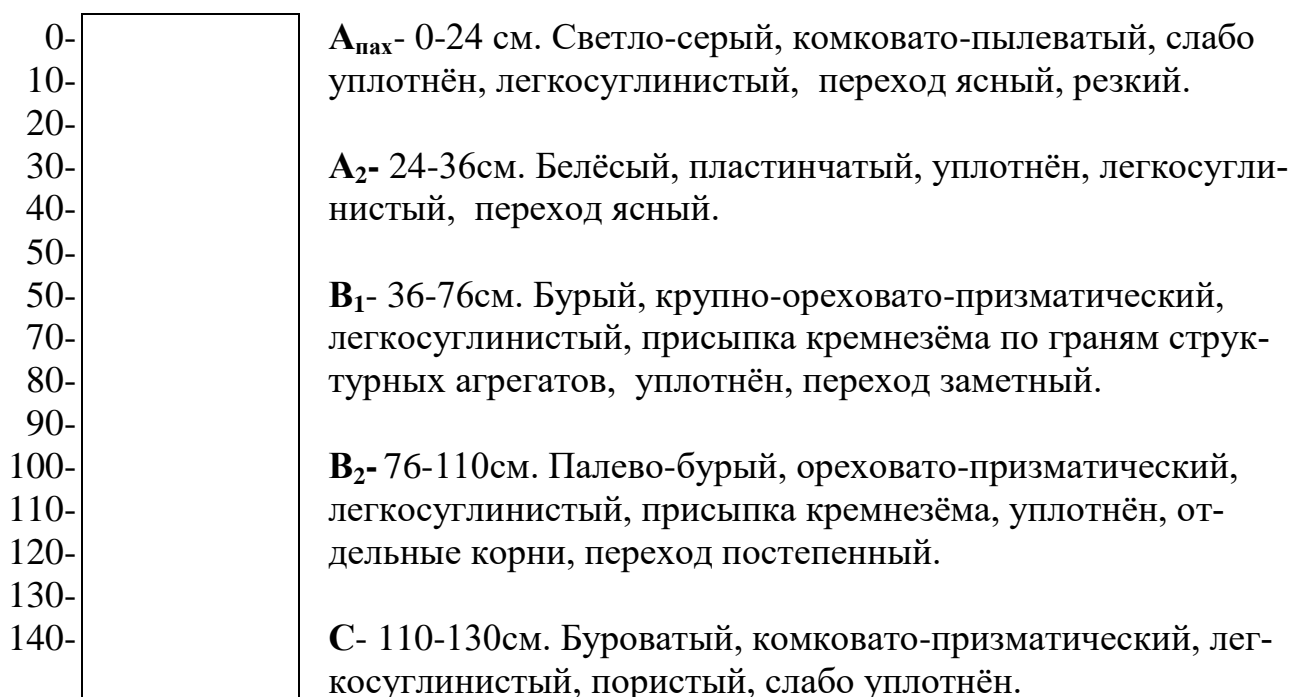 0- Aпах- 0-24 см. Светло-серый, комковато-пылеватый, слабо
10- уплотнён, легкосуглинистый, переход ясный, резкий.
20-
30- A2- 24-36см. Белёсый, пластинчатый, уплотнён, легкосугли-
40- нистый, переход ясный.
50-
50- B1- 36-76см. Бурый, крупно-ореховато-призматический,
70- легкосуглинистый, присыпка кремнезёма по граням струк-
80- турных агрегатов, уплотнён, переход заметный.
90-
100- B2- 76-110см. Палево-бурый, ореховато-призматический,
110- легкосуглинистый, присыпка кремнезёма, уплотнён, от-
120- дельные корни, переход постепенный.
130-
140- С- 110-130см. Буроватый, комковато-призматический, лег-
косуглинистый, пористый, слабо уплотнён.